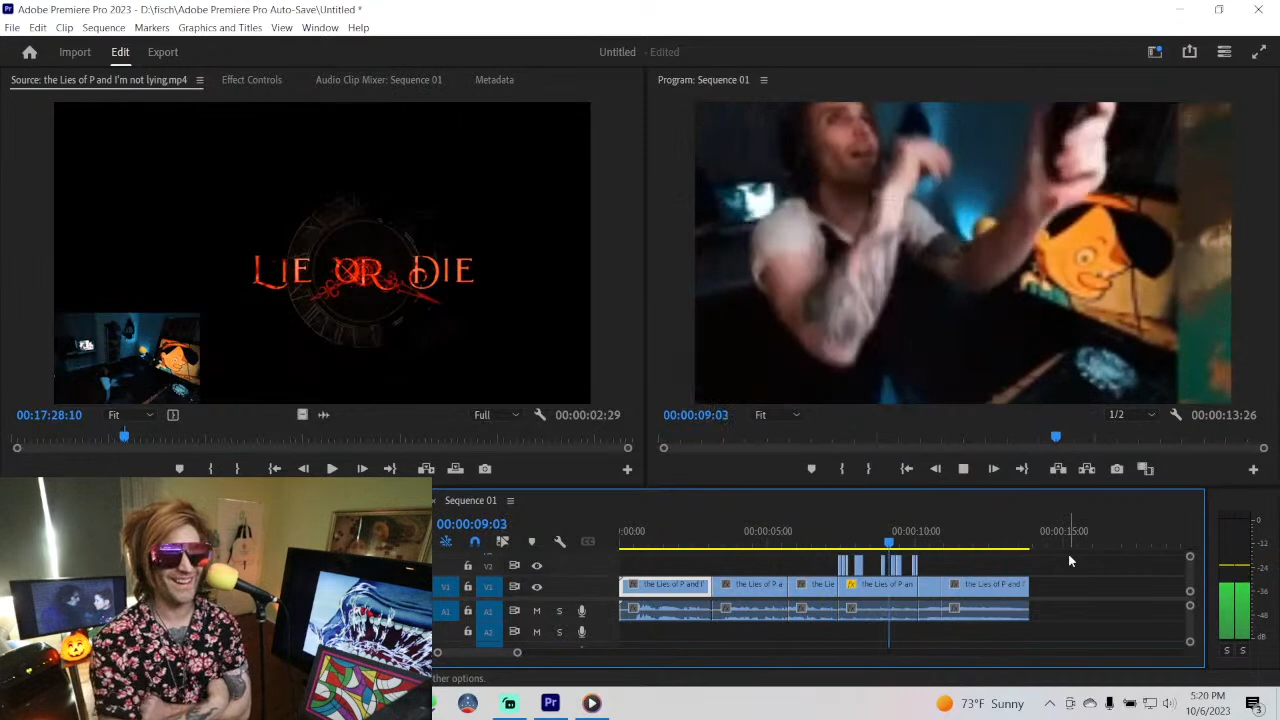 Adobe Premiere Pro 2023 - D:\fisch\Adobe Premiere Pro Auto-Save\Untitled *
File Edit Clip Sequence Markers Graphics and Titles View Window Help
Import Edit Export Untitled - Edited
Source: the Lies of P and I'm not lying.mp4 Effect Controls Audio Clip Mixer: Sequence 01 Metadata
Program: Sequence 01
LIE OR DIE
00:17:28:10 Fit Full 00:00:02:29
00:00:09:03 Fit 1/2 00:00:13:26
Sequence 01
00:00:09:03
:00:00 00:00:05:00 00:00:10:00 00:00:15:00
V2
V1 V1 the Lies of P and I' the Lies of P a the Lie the Lies of P an the Lies of P and I'
A1 A1 M S
A2 M S
0
S S
ther options.
Pr
73°F Sunny
5:20 PM
10/6/2023
3